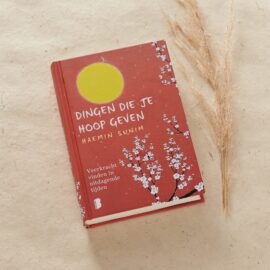 DINGEN DIE JE
HOOP GEVEN
HAEMIN SUNIM
Veerkracht
vinden in
uitdagende
tijden